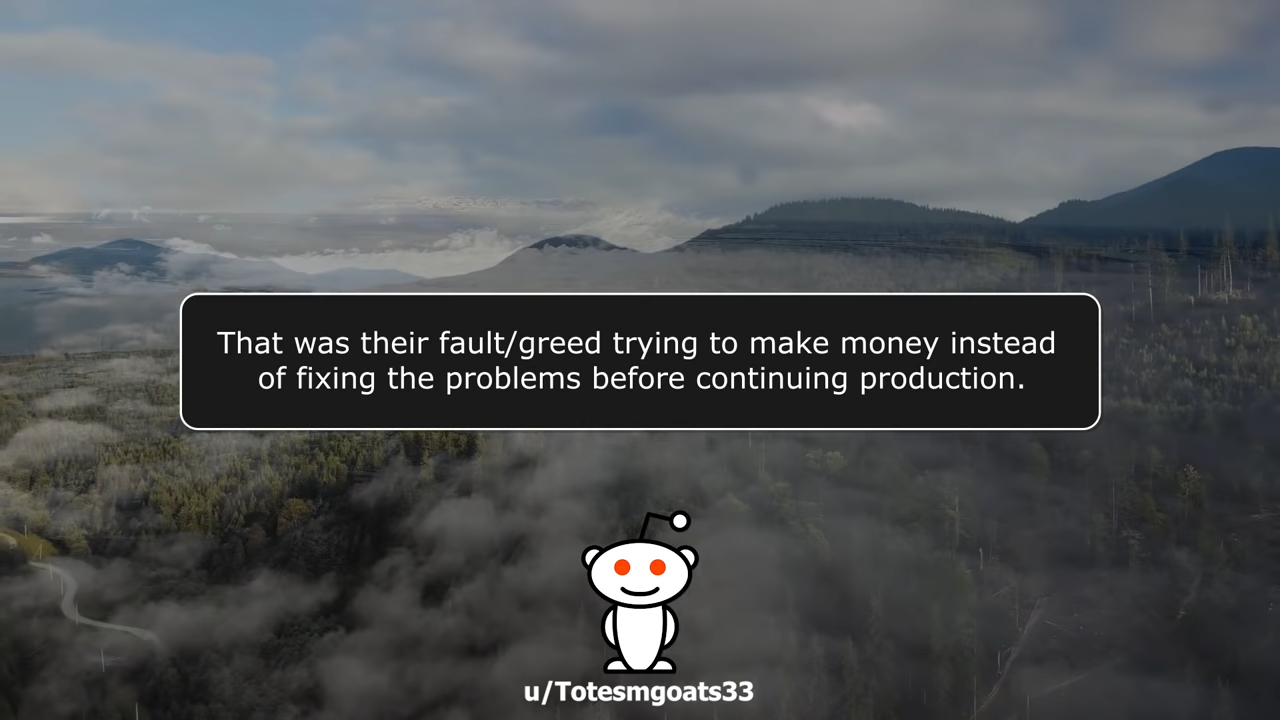 That was their fault/greed trying to make money instead
of fixing the problems before continuing production.
u/Totesmgoats33